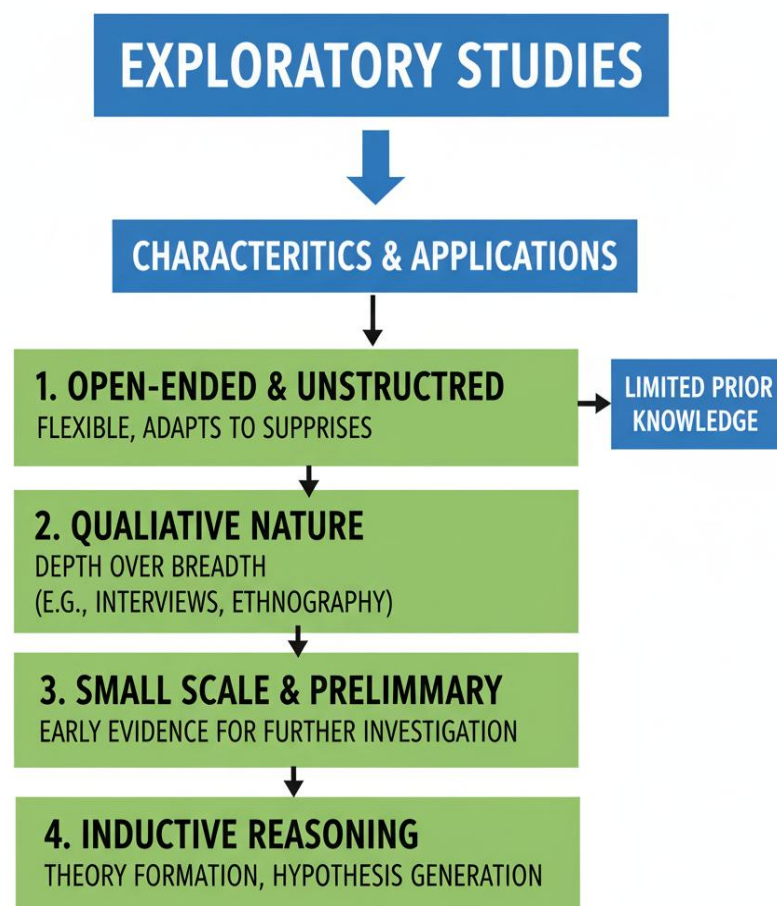 EXPLORATORY STUDIES
CHARACTERITICS & APPLICATIONS
1. OPEN-ENDED & UNSTRUCTRED
FLEXIBLE, ADAPTS TO SUPPRISES
LIMITED PRIOR
KNOWLEDGE
2. QUALIATIVE NATURE
DEPTH OVER BREADTH
(E.G., INTERVIEWS, ETHNOGRAPHY)
3. SMALL SCALE & PRELIMMARY
EARLY EVIDENCE FOR FURTHER INVESTIGATION
4. INDUCTIVE REASONING
THEORY FORMATION, HYPOTHESIS GENERATION